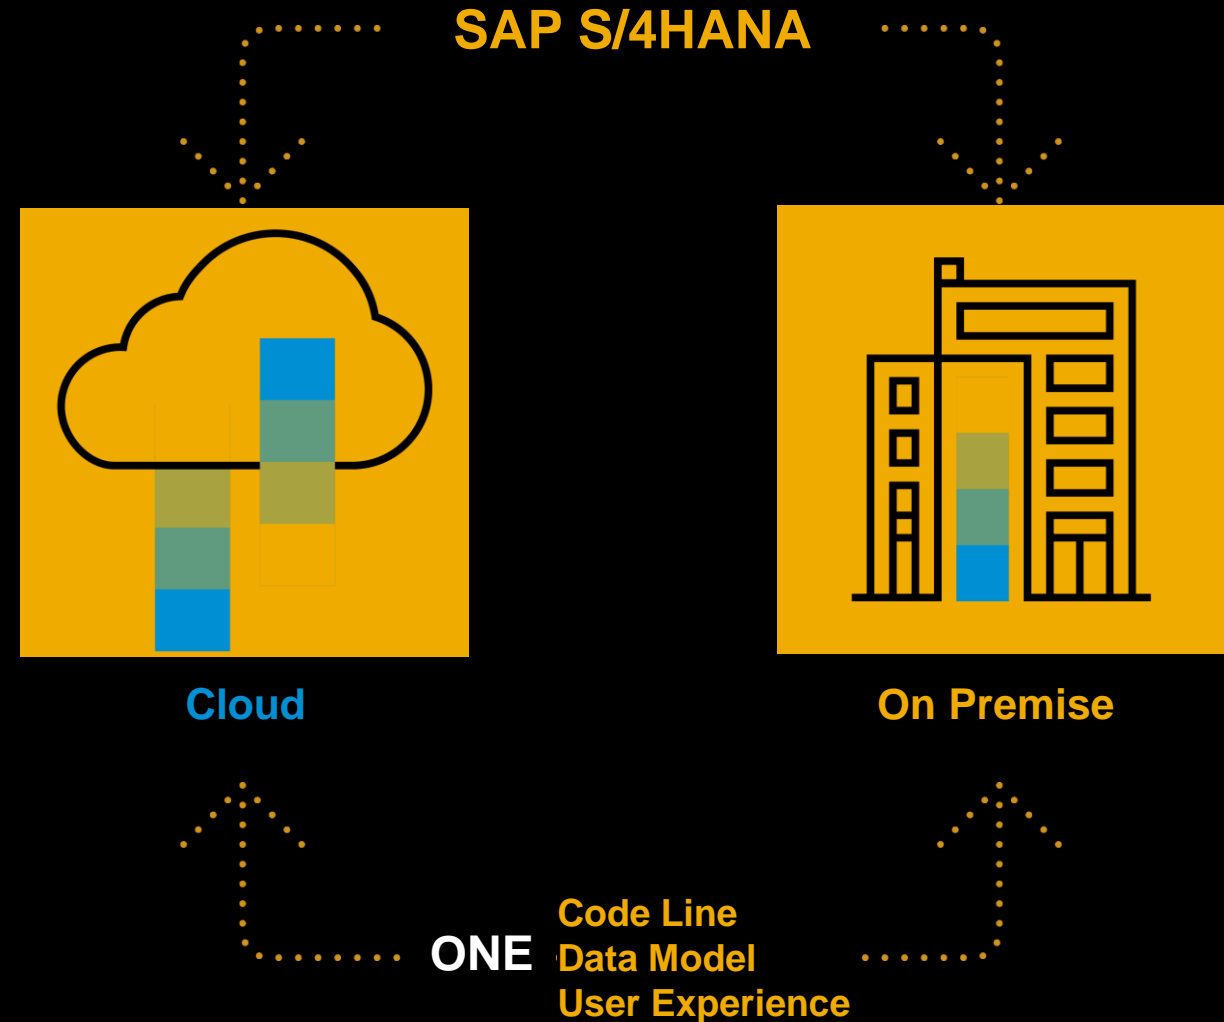 SAP S/4HANA
Cloud
On Premise
ONE
Code Line
Data Model
User Experience